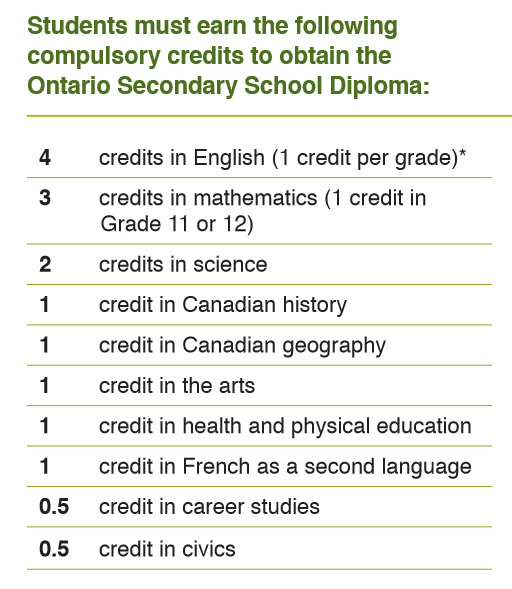 Students must earn the following
compulsory credits to obtain the
Ontario Secondary School Diploma:
4 credits in English (1 credit per grade)*
3 credits in mathematics (1 credit in
Grade 11 or 12)
2 credits in science
1 credit in Canadian history
1 credit in Canadian geography
1 credit in the arts
1 credit in health and physical education
1 credit in French as a second language
0.5 credit in career studies
0.5 credit in civics